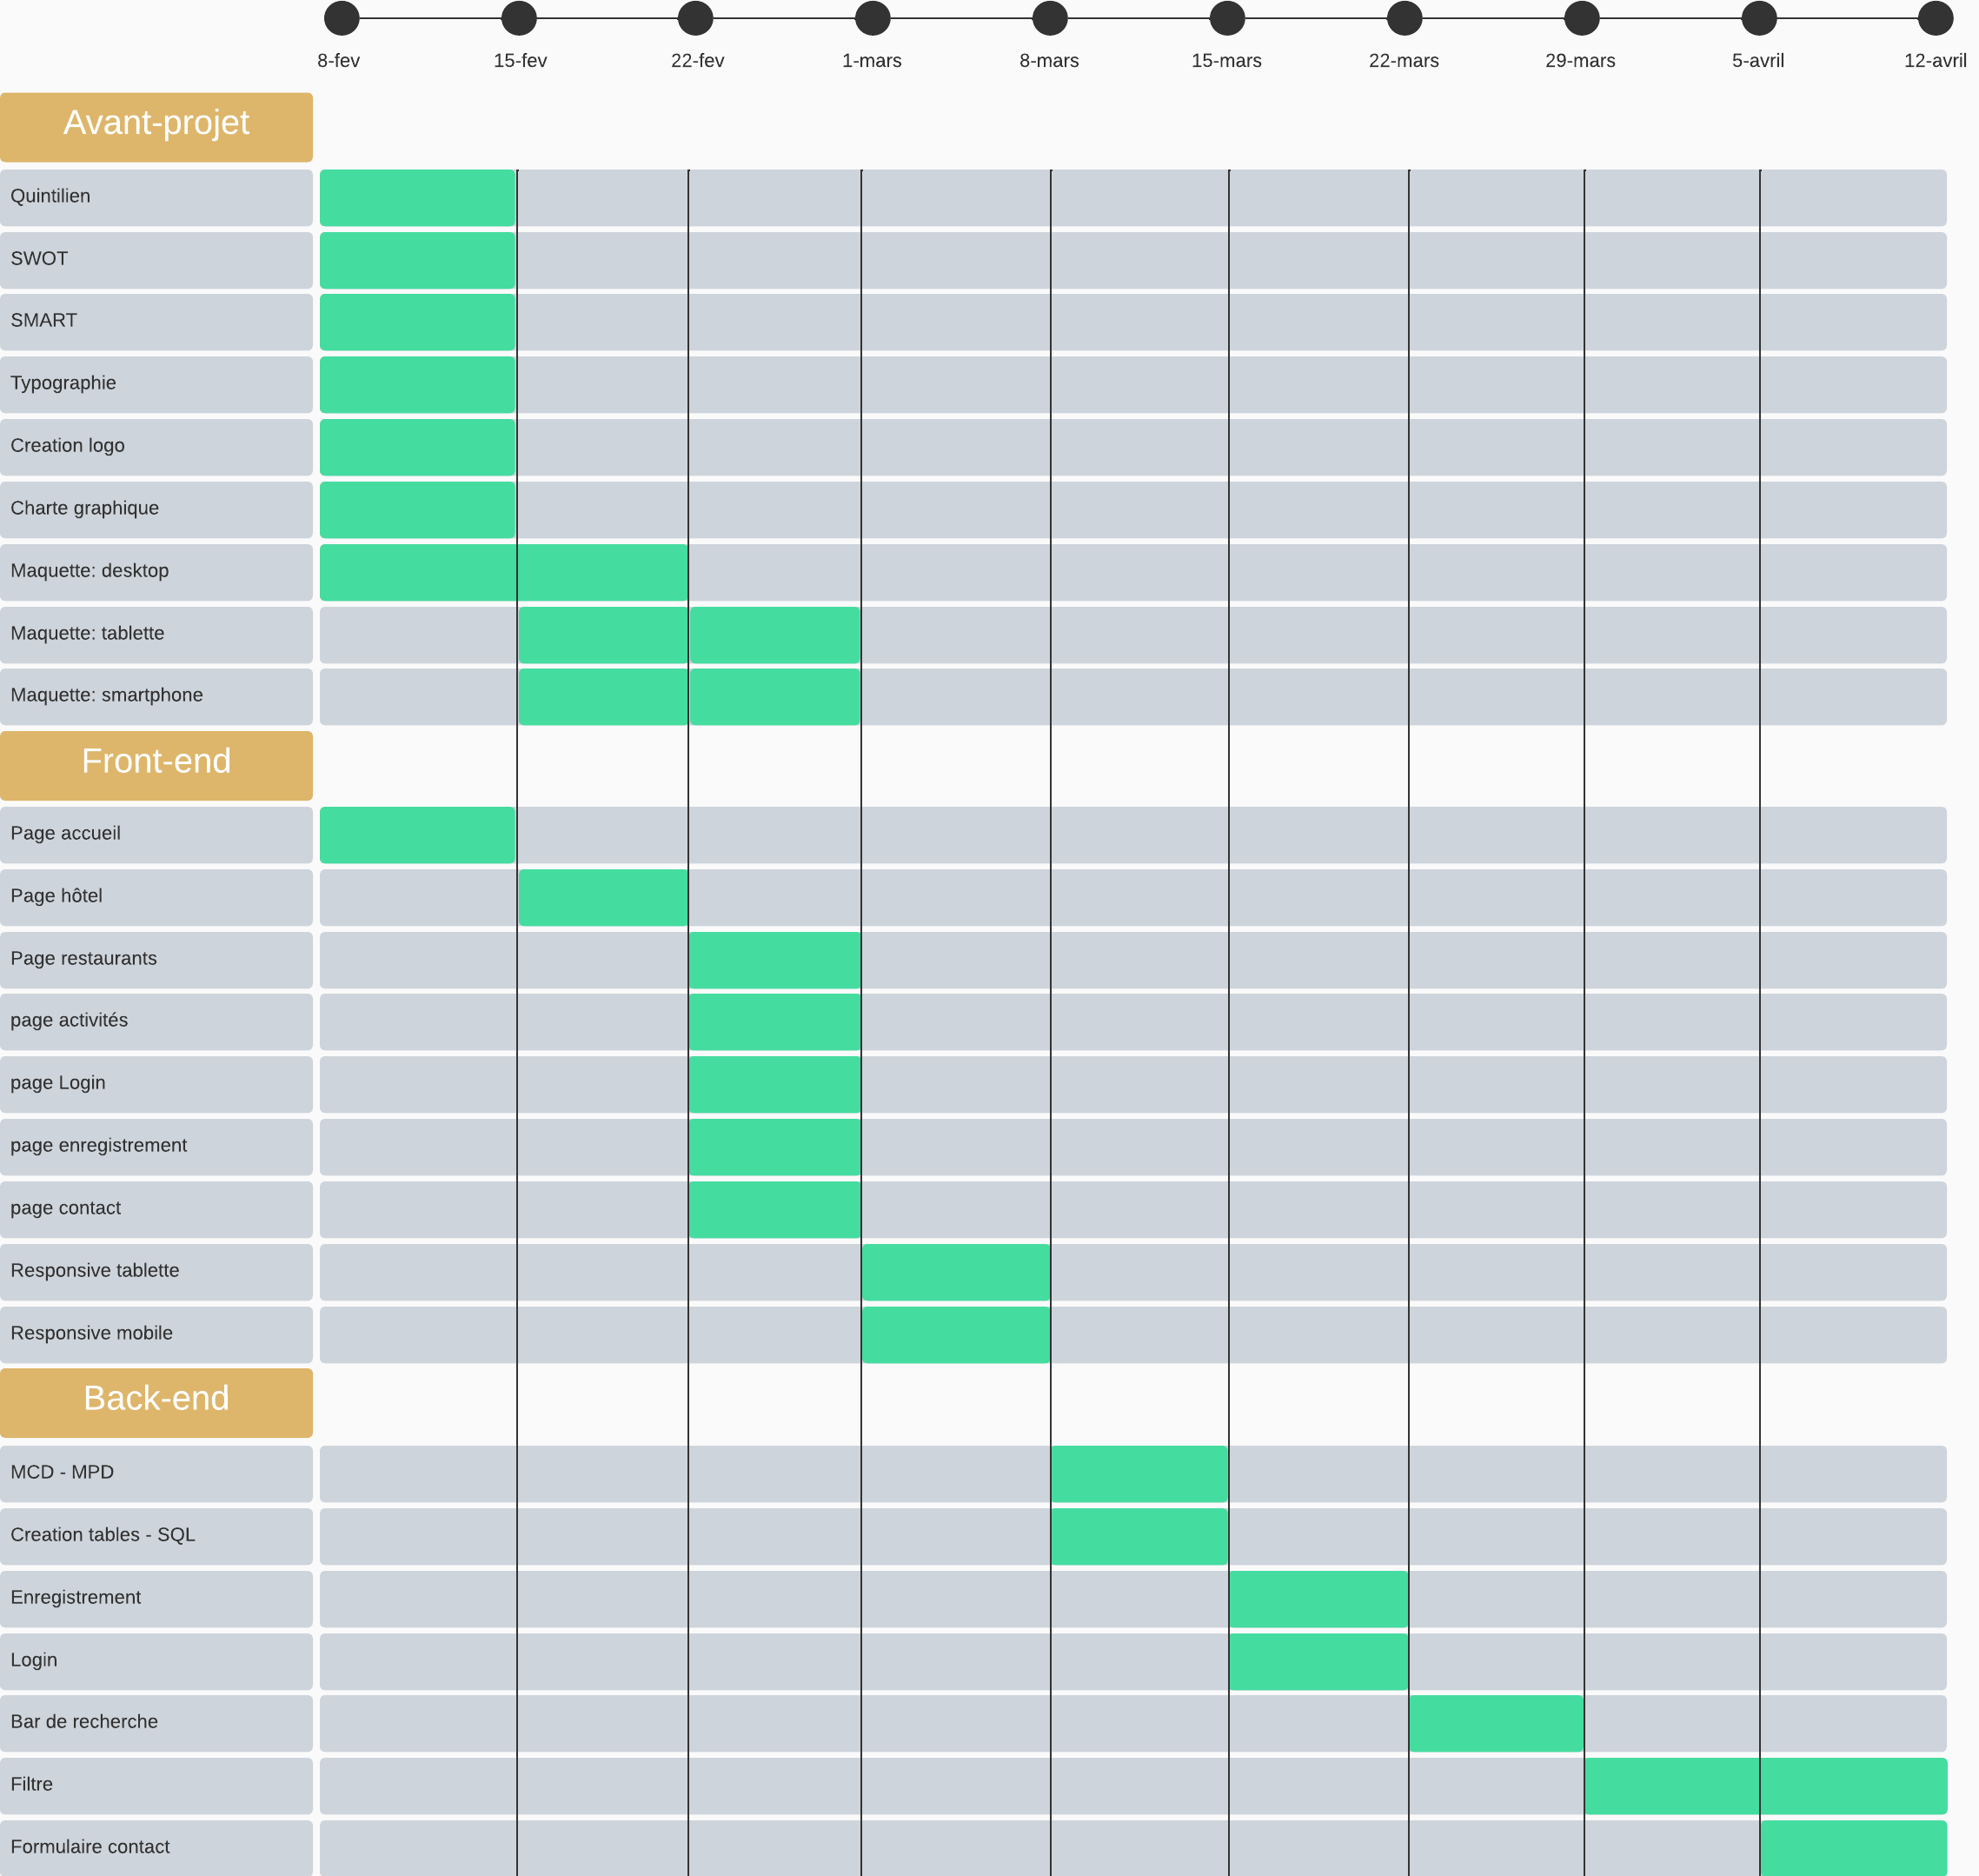 8-fev 15-fev 22-fev 1-mars 8-mars 15-mars 22-mars 29-mars 5-avril 12-avril
Avant-projet
Quintilien
SWOT
SMART
Typographie
Creation logo
Charte graphique
Maquette: desktop
Maquette: tablette
Maquette: smartphone
Front-end
Page accueil
Page hôtel
Page restaurants
page activités
page Login
page enregistrement
page contact
Responsive tablette
Responsive mobile
Back-end
MCD - MPD
Creation tables - SQL
Enregistrement
Login
Bar de recherche
Filtre
Formulaire contact